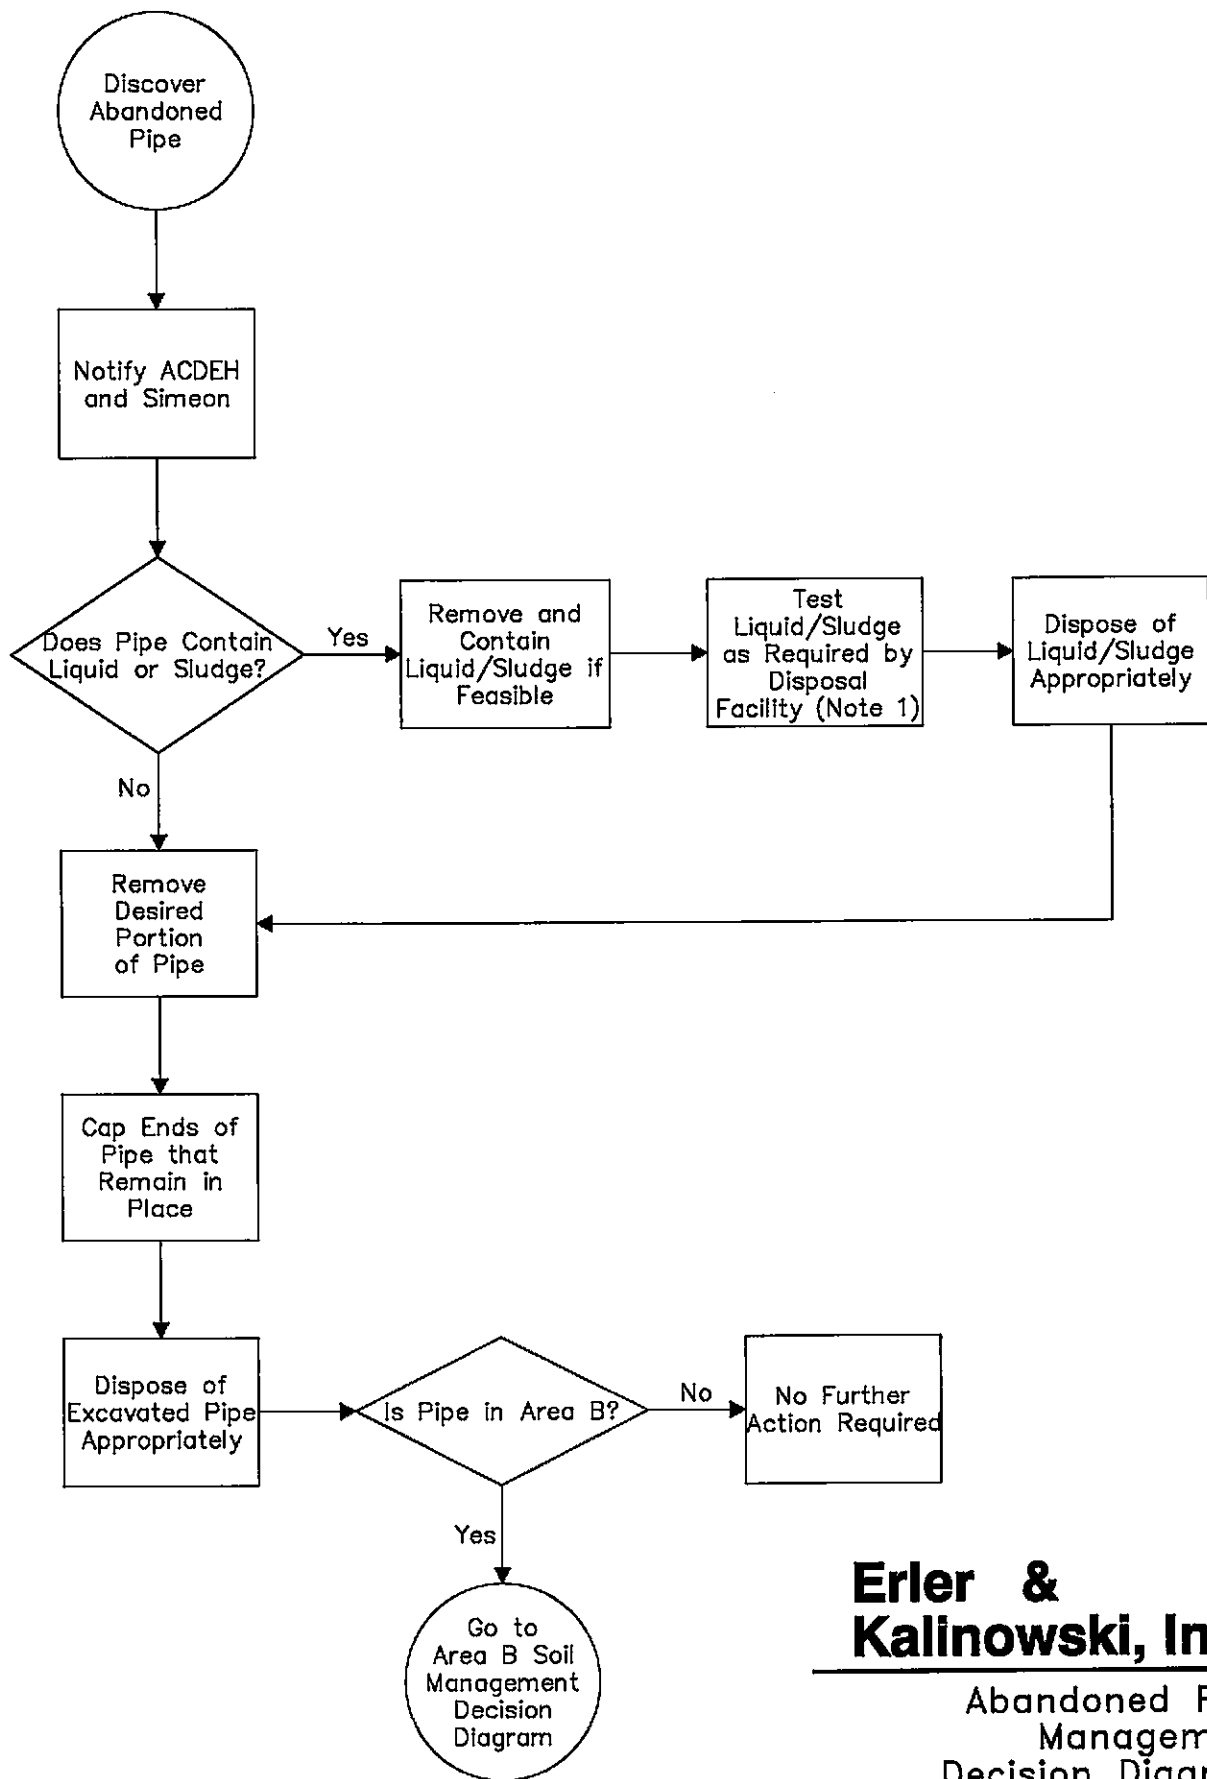 Discover
Abandoned
Pipe
Notify ACDEH
and Simeon
Does Pipe Contain
Liquid or Sludge?
Yes
Remove and
Contain
Liquid/Sludge if
Feasible
Test
Liquid/Sludge
as Required by
Disposal
Facility (Note 1)
Dispose of
Liquid/Sludge
Appropriately
No
Remove
Desired
Portion
of Pipe
Cap Ends of
Pipe that
Remain in
Place
Dispose of
Excavated Pipe
Appropriately
Is Pipe in Area B?
No
No Further
Action Required
Yes
Go to
Area B Soil
Management
Decision
Diagram
Erler &
Kalinowski,
Abandoned
Decision